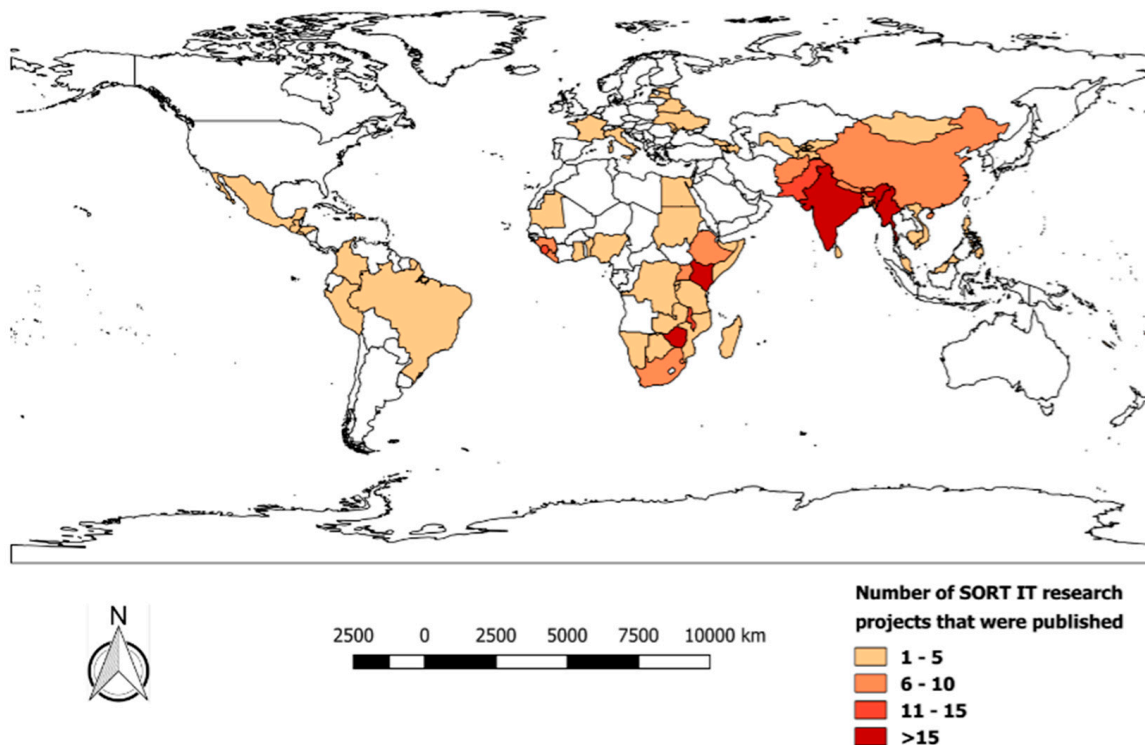 N
2500 0 2500 5000 7500 10000 km
Number of SORT IT research
projects that were published
1 - 5
6 - 10
11 - 15
>15